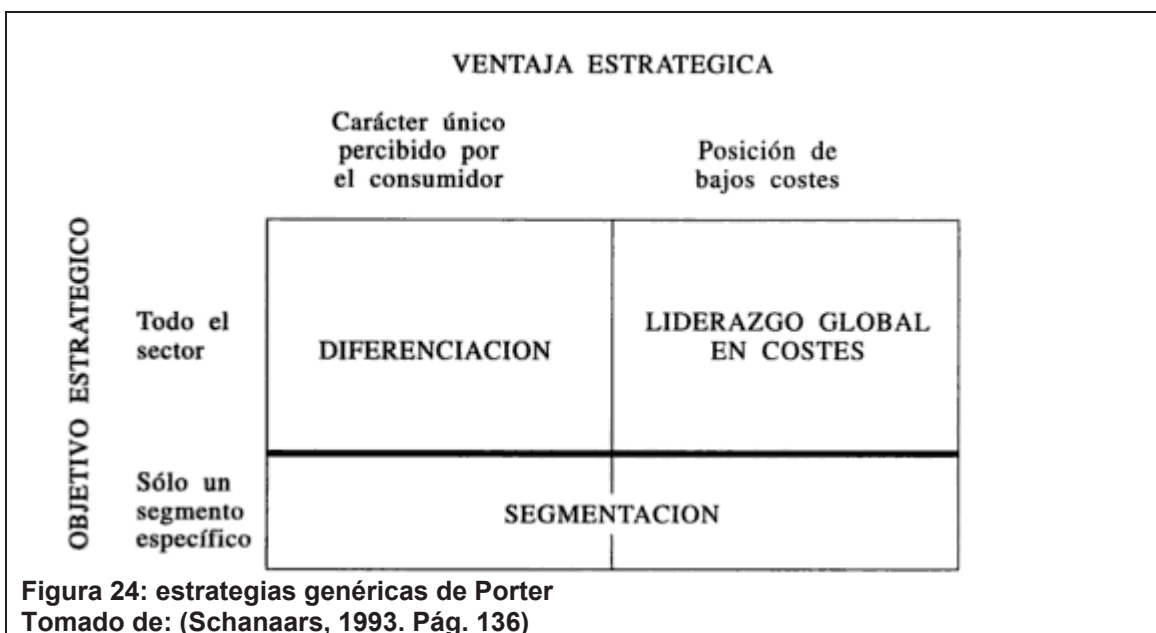 VENTAJA ESTRATEGICA
Carácter único
percibido por
el consumidor
Posición de
bajos costes
OBJETIVO ESTRATEGICO
Todo el
sector
DIFERENCIACION
LIDERAZGO GLOBAL
EN COSTES
Sólo un
segmento
específico
SEGMENTACION
Figura 24: estrategias genéricas de Porter
Tomado de: (Schanaars, 1993. Pág. 136)